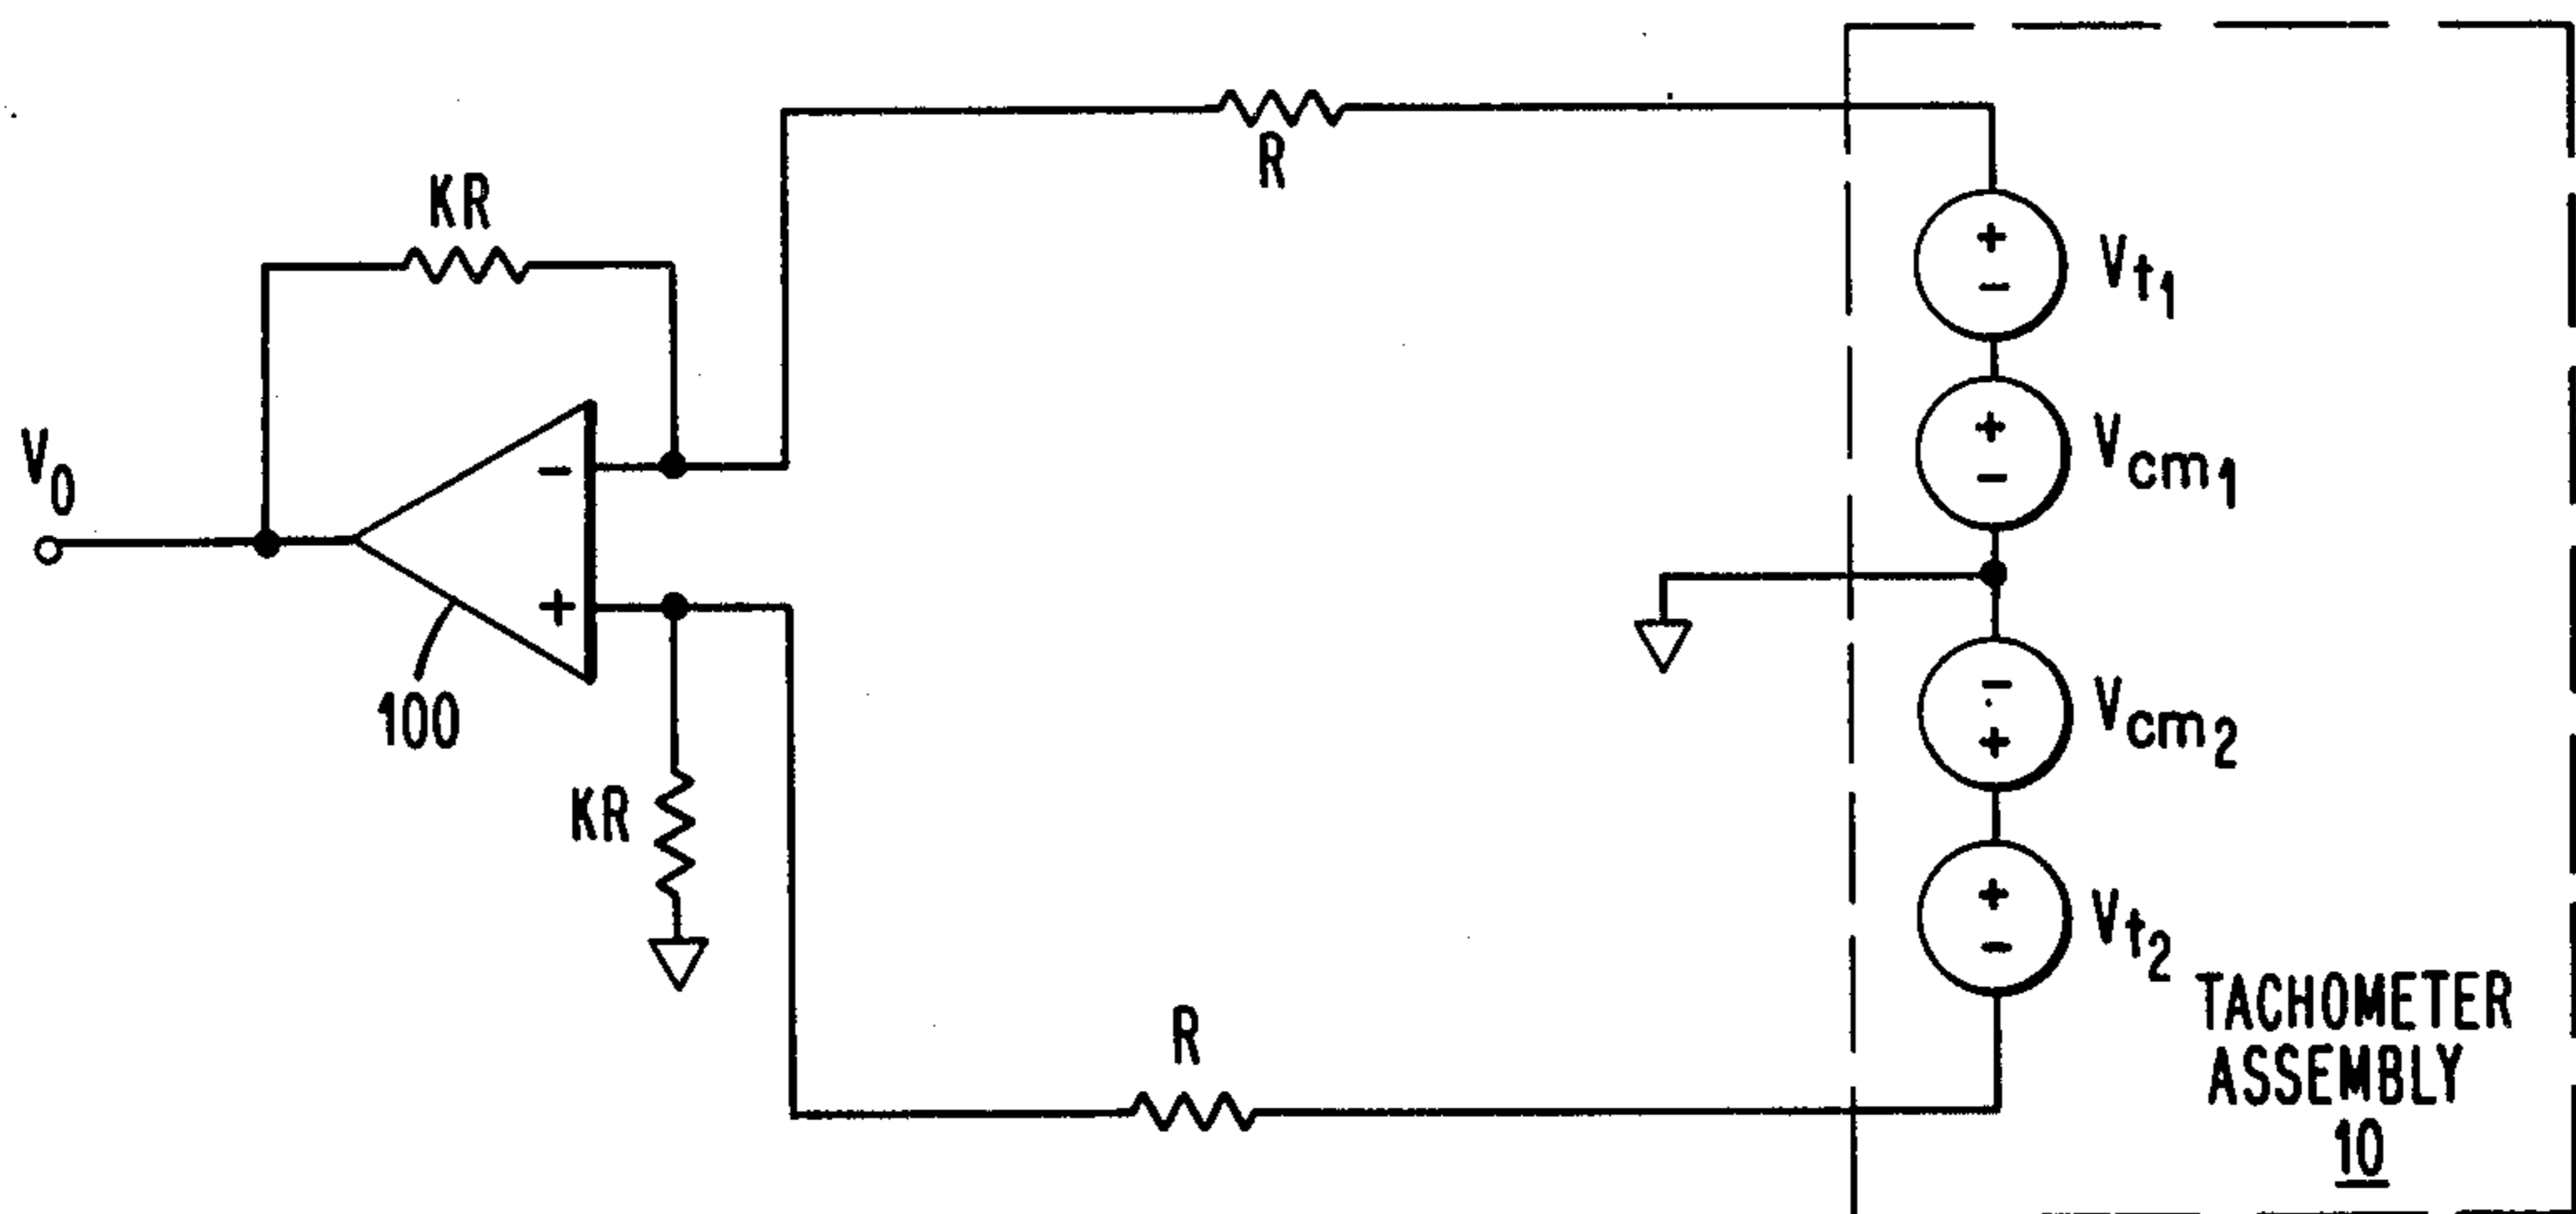 R
KR
V0
−
+
100
KR
R
+
−
Vt1
+
−
Vcm1
−
+
Vcm2
+
−
Vt2
TACHOMETER
ASSEMBLY
10